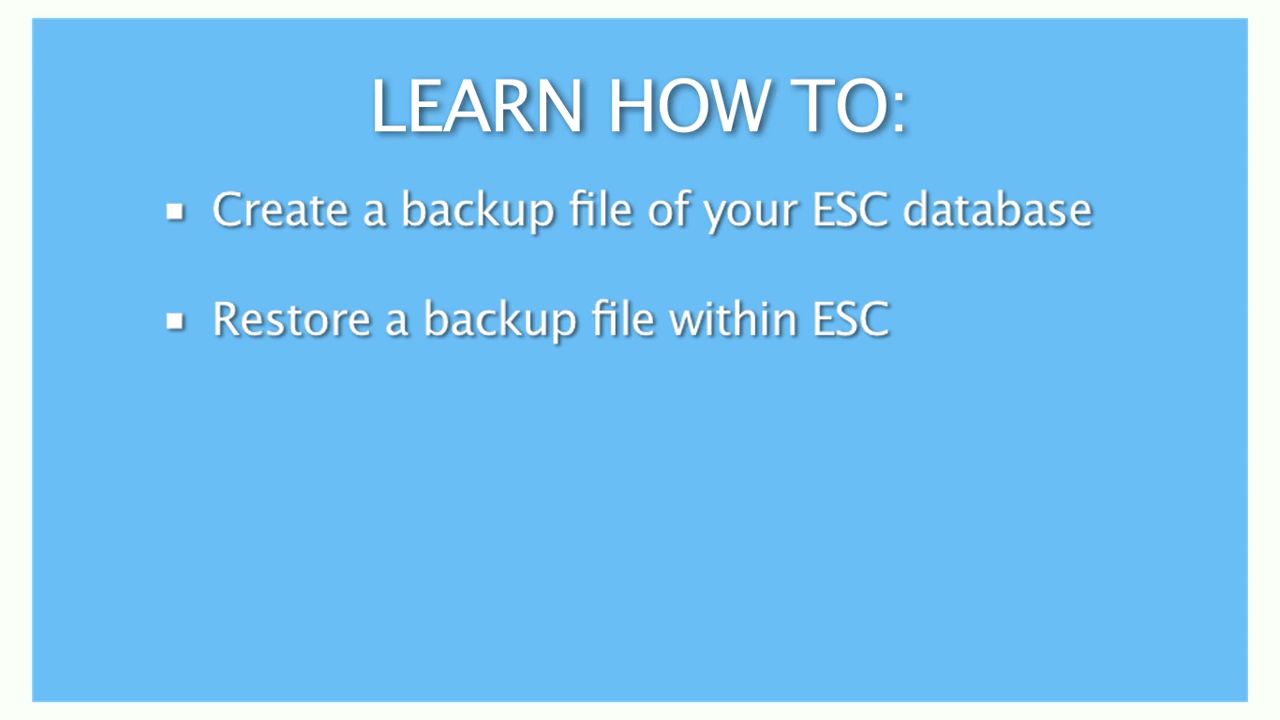 LEARN HOW TO:
▪ Create a backup file of your ESC database
▪ Restore a backup file within ESC